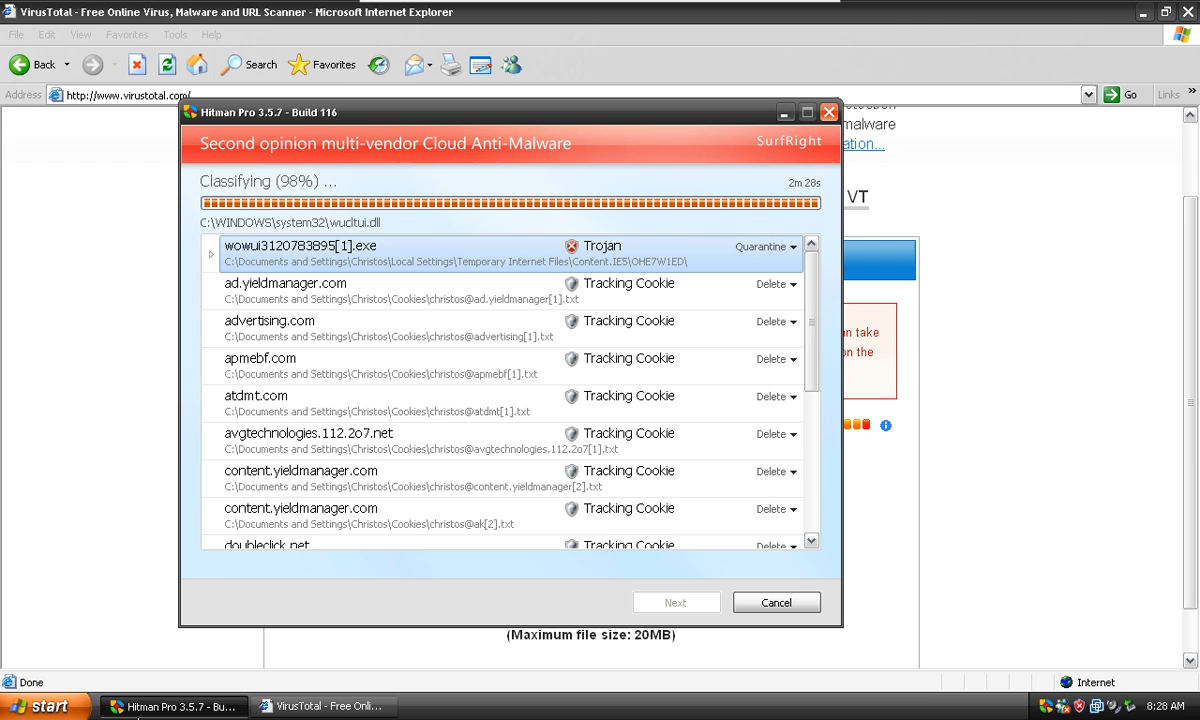 VirusTotal - Free Online Virus, Malware and URL Scanner - Microsoft Internet Explorer
File Edit View Favorites Tools Help
Back Search Favorites
Address http://www.virustotal.com/ Go Links »
malware
ation...
VT
an take
on the
Hitman Pro 3.5.7 - Build 116
Second opinion multi-vendor Cloud Anti-Malware SurfRight
Classifying (98%) ... 2m 28s
C:\WINDOWS\system32\wucltui.dll
wowui3120783895[1].exe Trojan Quarantine
C:\Documents and Settings\Christos\Local Settings\Temporary Internet Files\Content.IE5\OHE7W1ED\
ad.yieldmanager.com Tracking Cookie Delete
C:\Documents and Settings\Christos\Cookies\christos@ad.yieldmanager[1].txt
advertising.com Tracking Cookie Delete
C:\Documents and Settings\Christos\Cookies\christos@advertising[1].txt
apmebf.com Tracking Cookie Delete
C:\Documents and Settings\Christos\Cookies\christos@apmebf[1].txt
atdmt.com Tracking Cookie Delete
C:\Documents and Settings\Christos\Cookies\christos@atdmt[1].txt
avgtechnologies.112.2o7.net Tracking Cookie Delete
C:\Documents and Settings\Christos\Cookies\christos@avgtechnologies.112.2o7[1].txt
content.yieldmanager.com Tracking Cookie Delete
C:\Documents and Settings\Christos\Cookies\christos@content.yieldmanager[2].txt
content.yieldmanager.com Tracking Cookie Delete
C:\Documents and Settings\Christos\Cookies\christos@ak[2].txt
doubleclick.net Tracking Cookie Delete
Next Cancel
(Maximum file size: 20MB)
Done Internet
start Hitman Pro 3.5.7 - Bu... VirusTotal - Free Onli... 8:28 AM